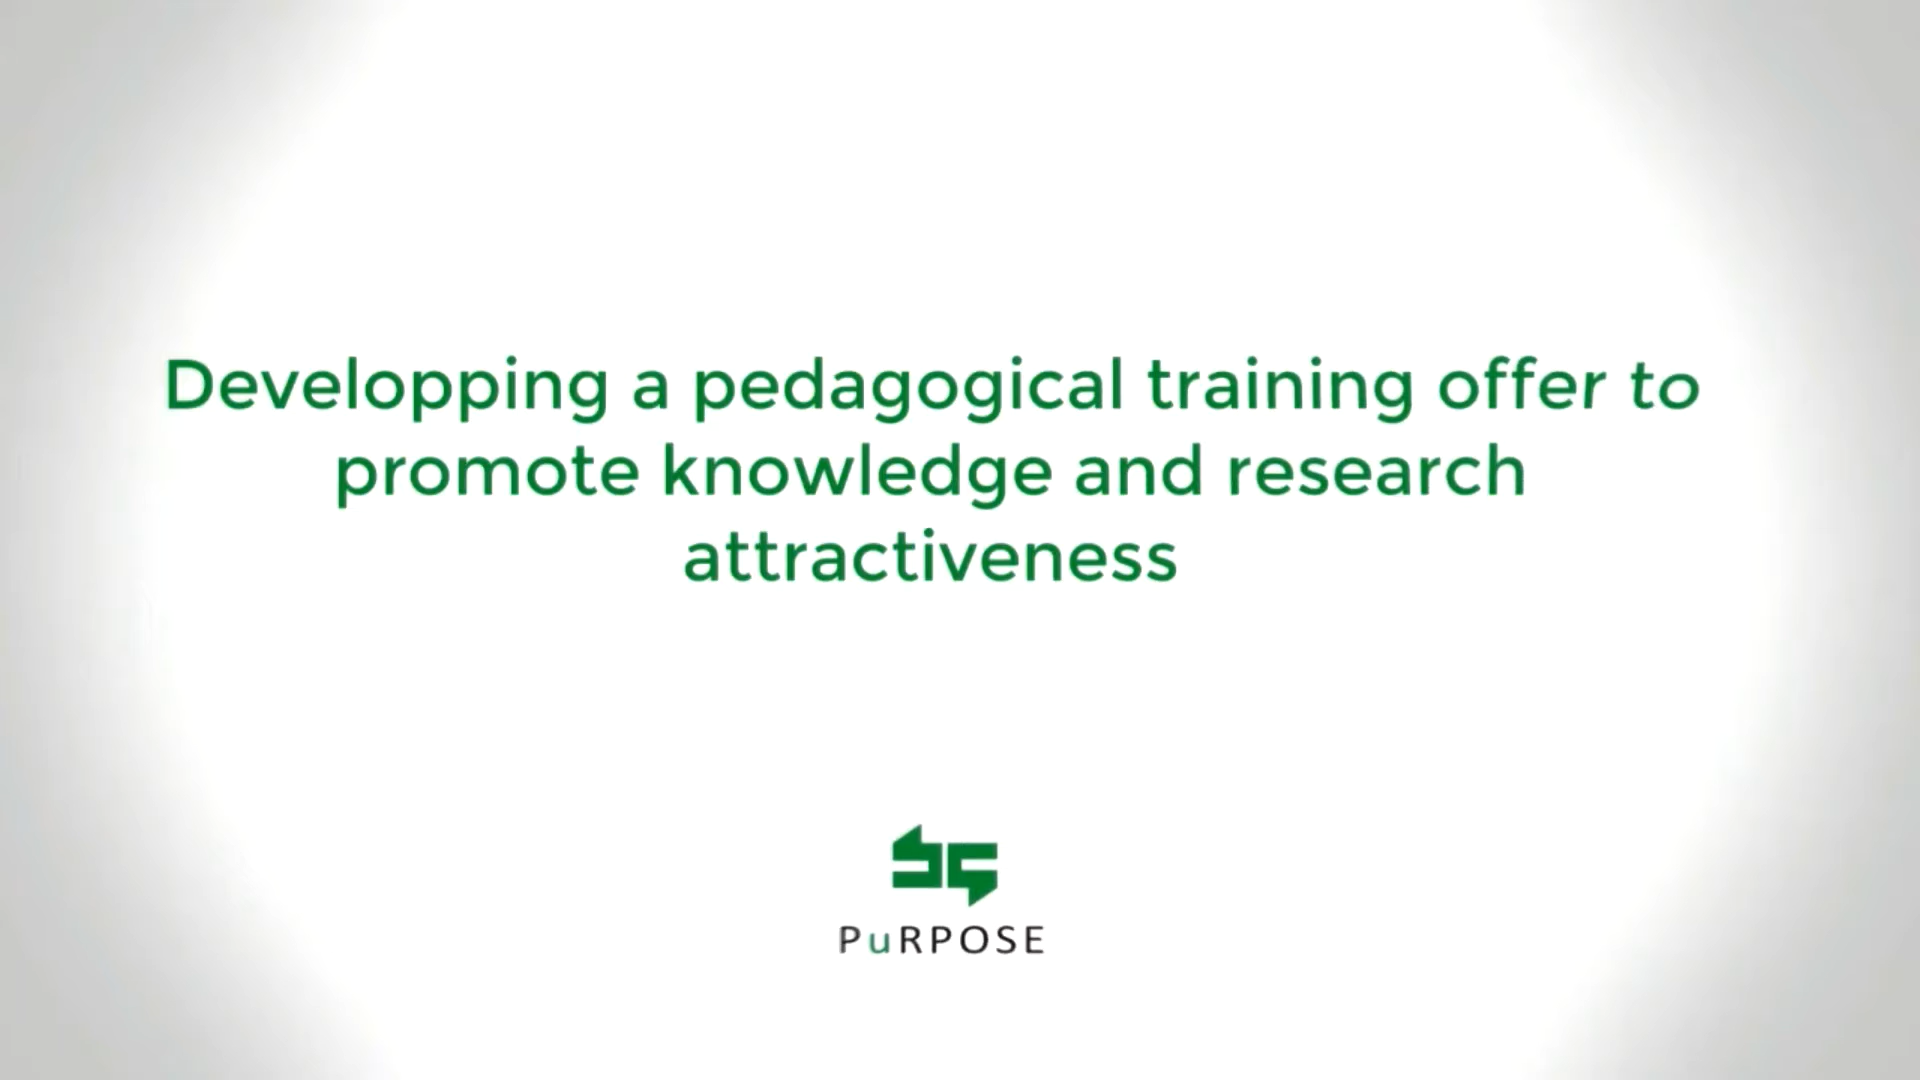 Developping a pedagogical training offer to
promote knowledge and research
attractiveness
PuRPOSE